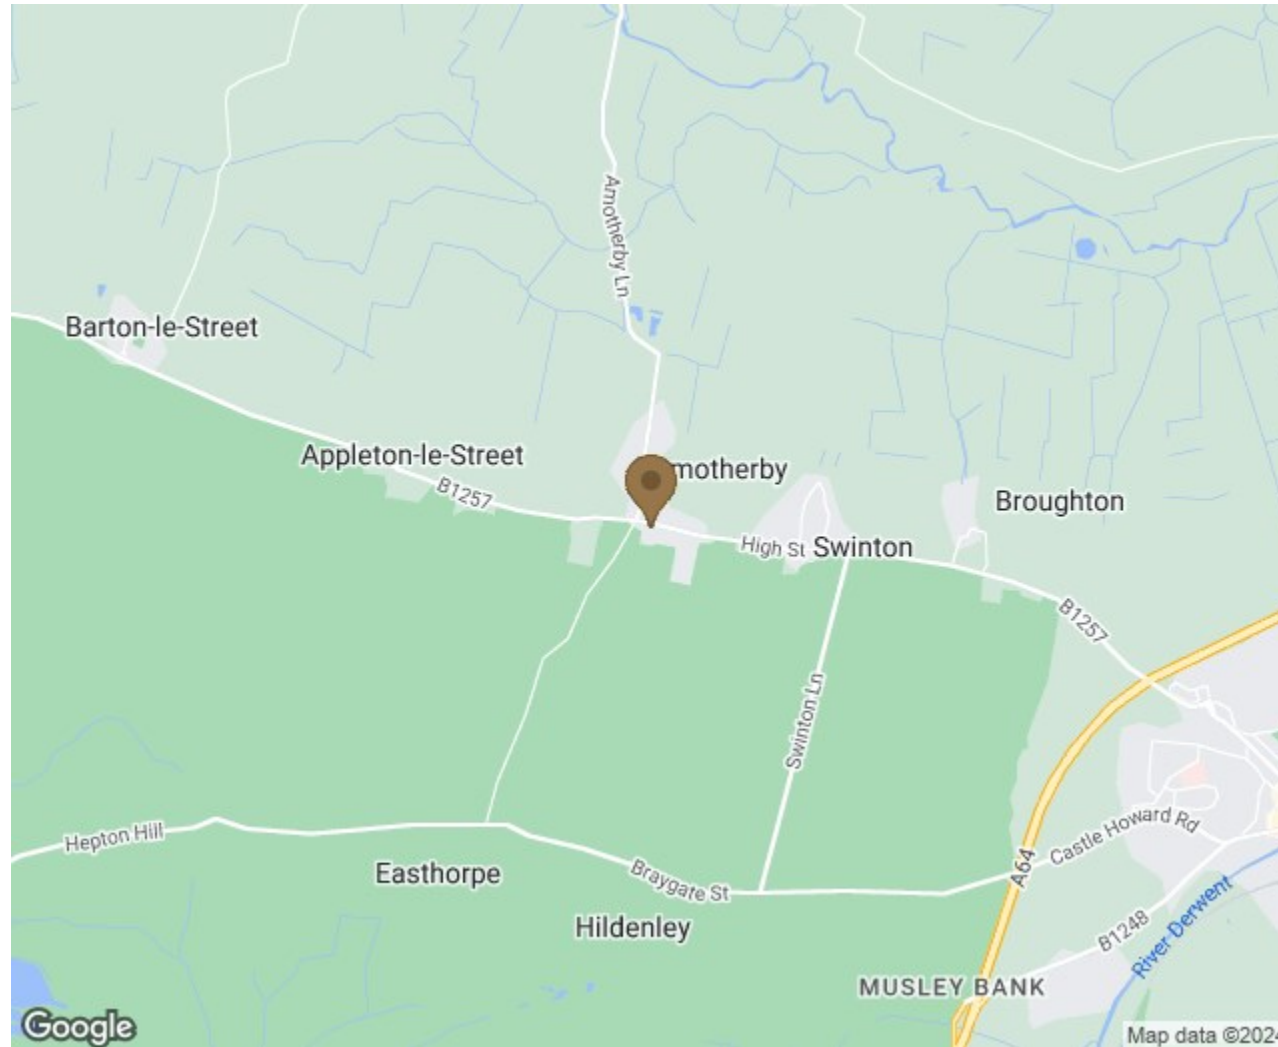 Amotherby Ln
Barton-le-Street
Appleton-le-Street
B1257
motherby
Broughton
High St
Swinton
B1257
Swinton Ln
Hepton Hill
Castle Howard Rd
A64
Easthorpe
Braygate St
Hildenley
B1248
River Derwent
MUSLEY BANK
Google
Map data ©2024